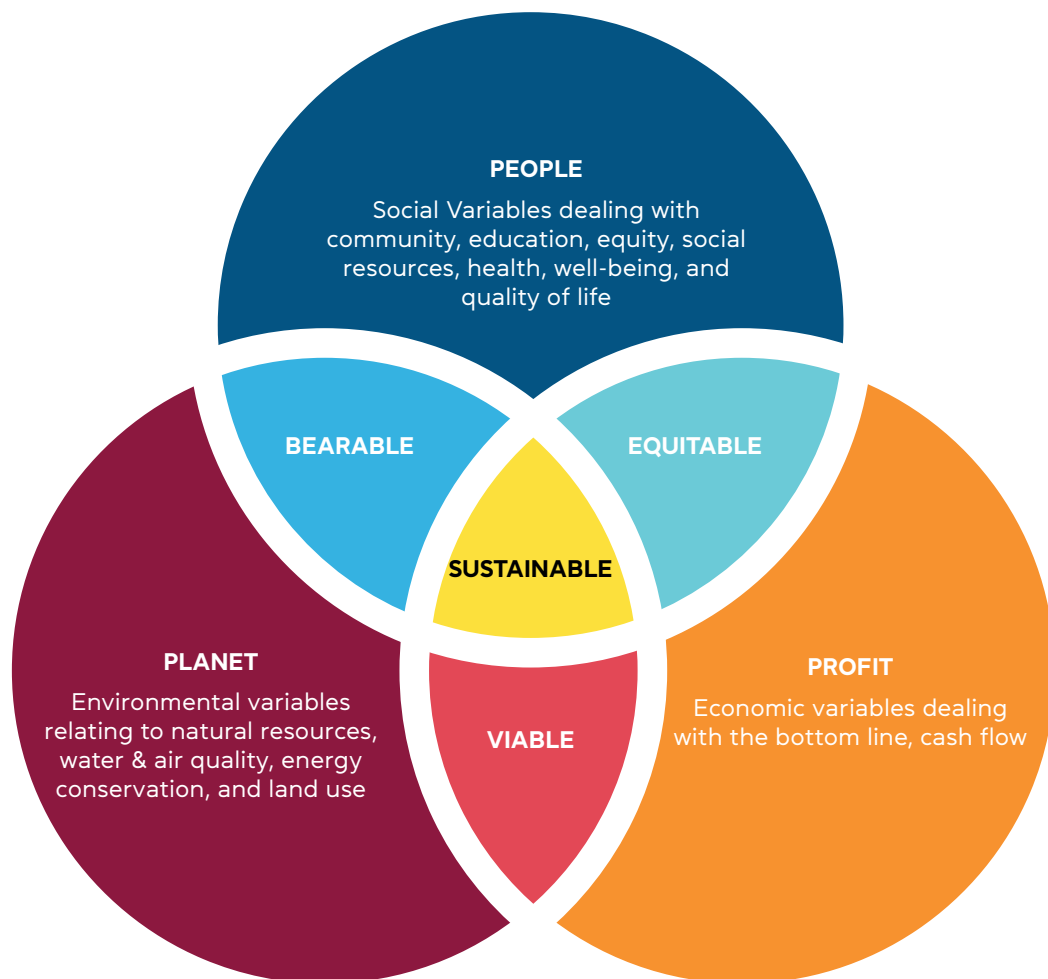 PEOPLE
Social Variables dealing with
community, education, equity, social
resources, health, well-being, and
quality of life
BEARABLE
EQUITABLE
SUSTAINABLE
PLANET
Environmental variables
relating to natural resources,
water & air quality, energy
conservation, and land use
VIABLE
PROFIT
Economic variables dealing
with the bottom line, cash flow